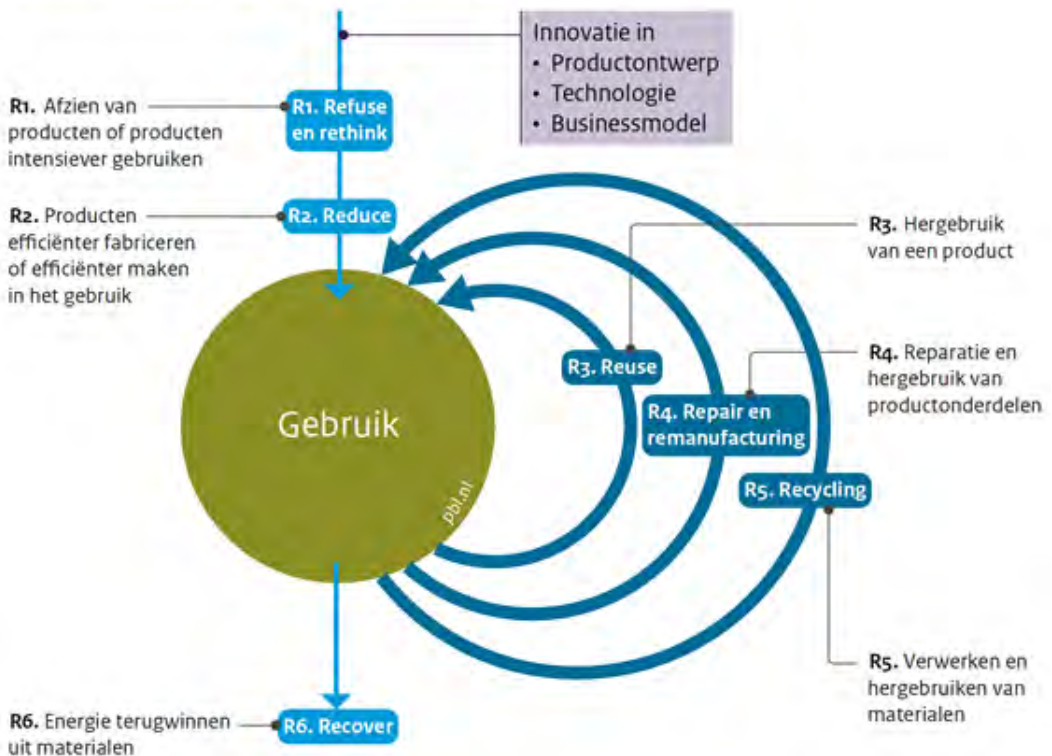 Innovatie in
• Productontwerp
• Technologie
• Businessmodel
R1. Afzien van
producten of producten
intensiever gebruiken
R1. Refuse
en rethink
R2. Producten
efficiënter fabriceren
of efficiënter maken
in het gebruik
R2. Reduce
R3. Hergebruik
van een product
R3. Reuse
R4. Reparatie en
hergebruik van
productonderdelen
R4. Repair en
remanufacturing
Gebruik
pbl.nl
R5. Recycling
R5. Verwerken en
hergebruiken van
materialen
R6. Energie terugwinnen
uit materialen
R6. Recover